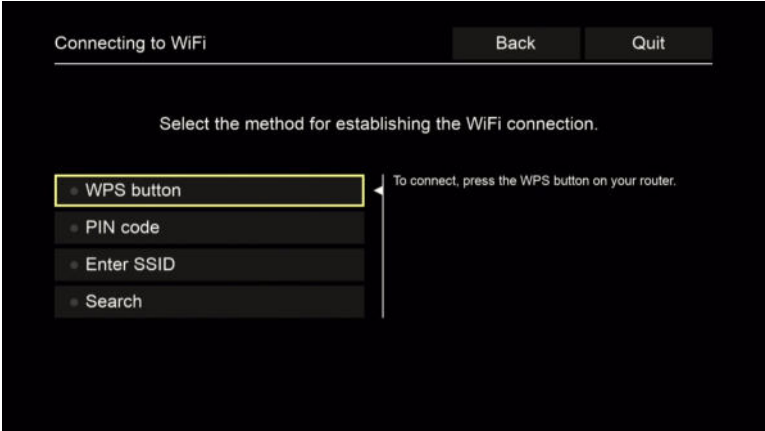 Connecting to WiFi
Back
Quit
Select the method for establishing the WiFi connection.
WPS button
To connect, press the WPS button on your router.
PIN code
Enter SSID
Search